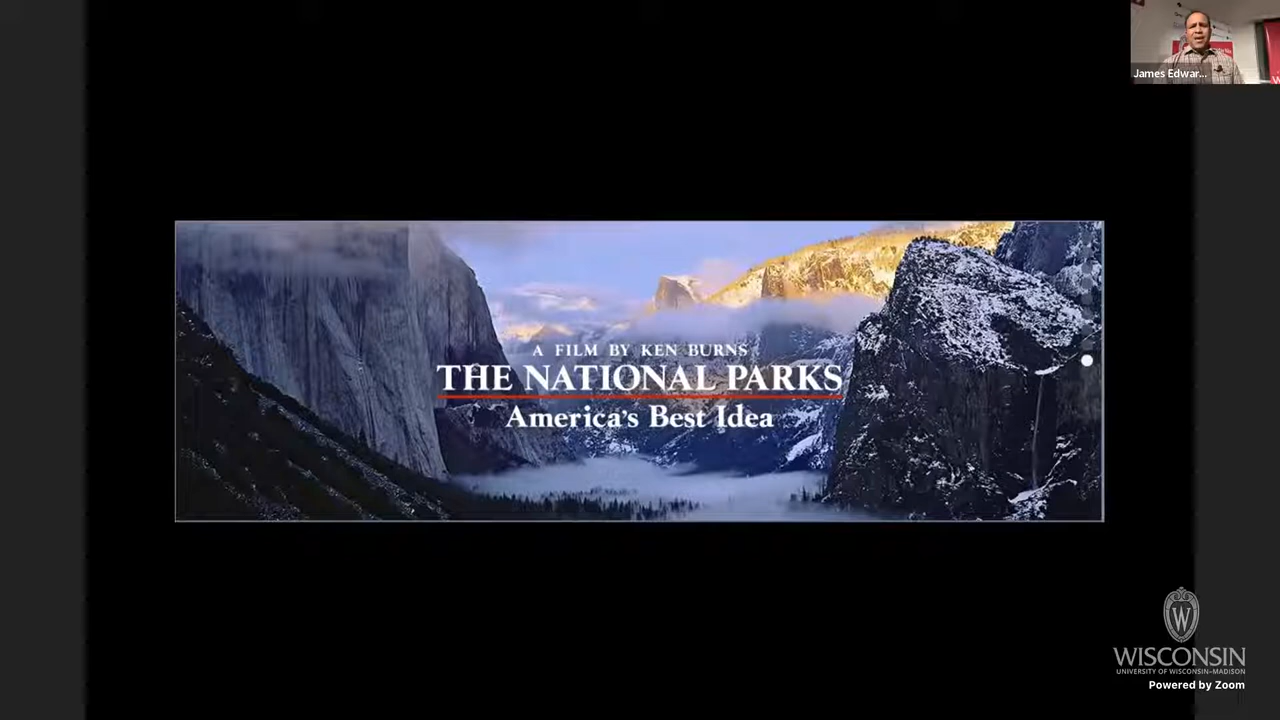 James Edwar...
A FILM BY KEN BURNS
THE NATIONAL PARKS
America's Best Idea
W
WISCONSIN
UNIVERSITY OF WISCONSIN–MADISON
Powered by Zoom